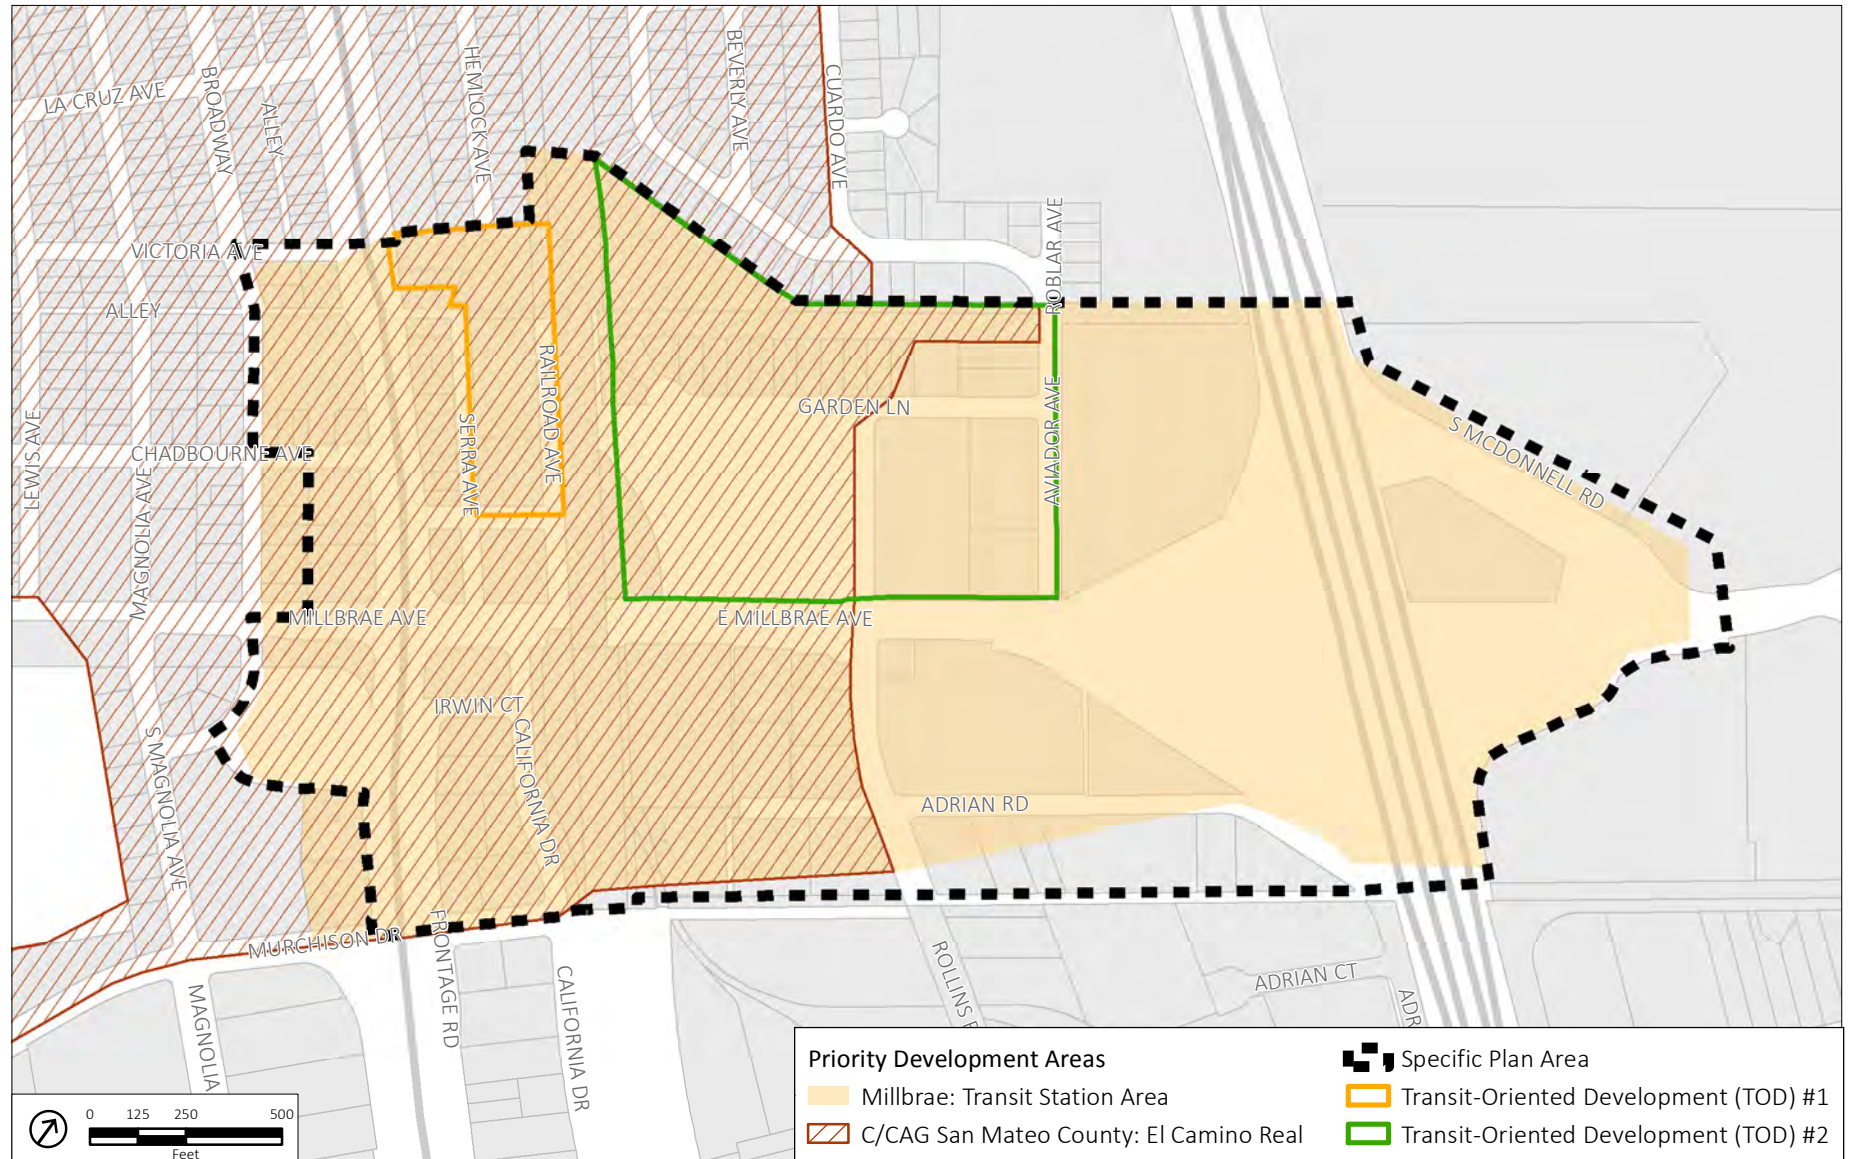 LA CRUZ AVE
BROADWAY
ALLEY
HEMLOCK AVE
BEVERLY AVE
CUARDO AVE
VICTORIA AVE
ROBLAR AVE
ALLEY
RAILROAD AVE
GARDEN LN
AVIADOR AVE
SERRA AVE
S MCDONNELL RD
LEWIS AVE
CHADBOURNE AVE
MAGNOLIA AVE
MILLBRAE AVE
E MILLBRAE AVE
IRWIN CT
CALIFORNIA DR
S MAGNOLIA AVE
ADRIAN RD
MURCHISON DR
FRONTAGE RD
ROLLINS R
ADRIAN CT
ADR
MAGNOLIA
CALIFORNIA DR
Priority Development Areas
Millbrae: Transit Station Area
C/CAG San Mateo County: El Camino Real
Specific Plan Area
Transit-Oriented Development (TOD) #1
Transit-Oriented Development (TOD) #2
0 125 250 500
Feet